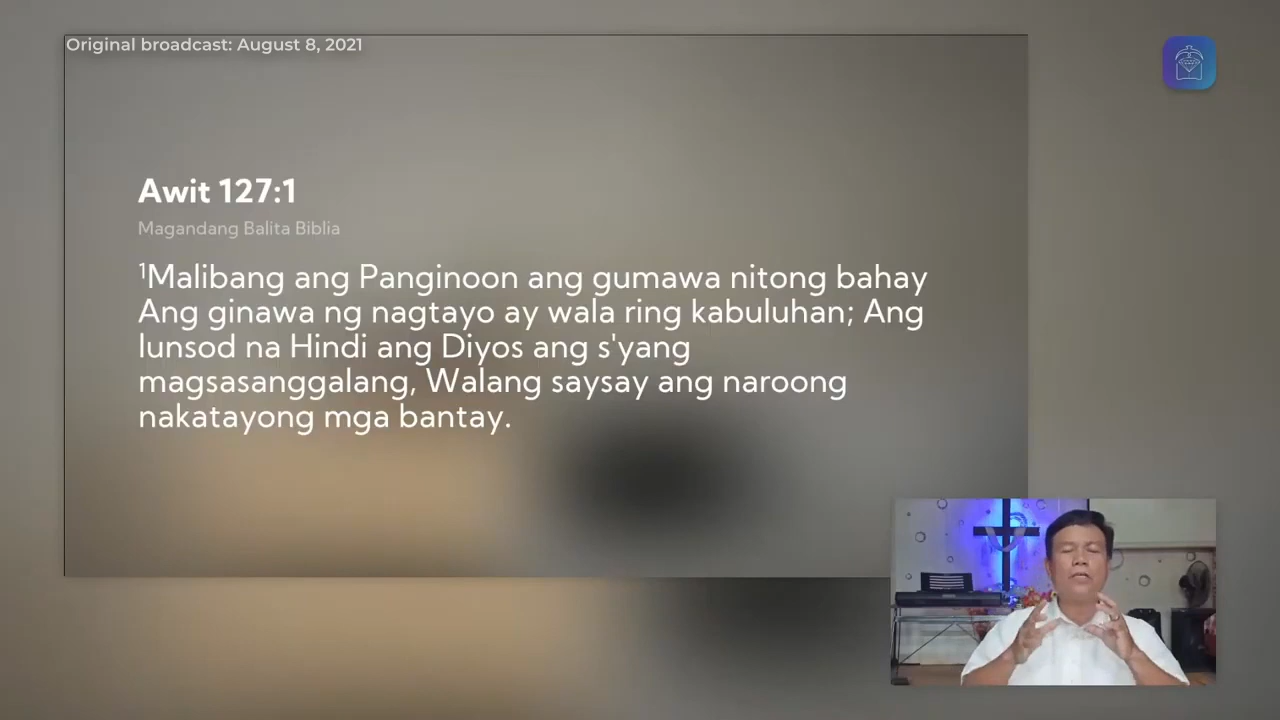 Original broadcast: August 8, 2021
Awit 127:1
Magandang Balita Biblia
¹Malibang ang Panginoon ang gumawa nitong bahay
Ang ginawa ng nagtayo ay wala ring kabuluhan; Ang
lunsod na Hindi ang Diyos ang s'yang
magsasanggalang, Walang saysay ang naroong
nakatayong mga bantay.